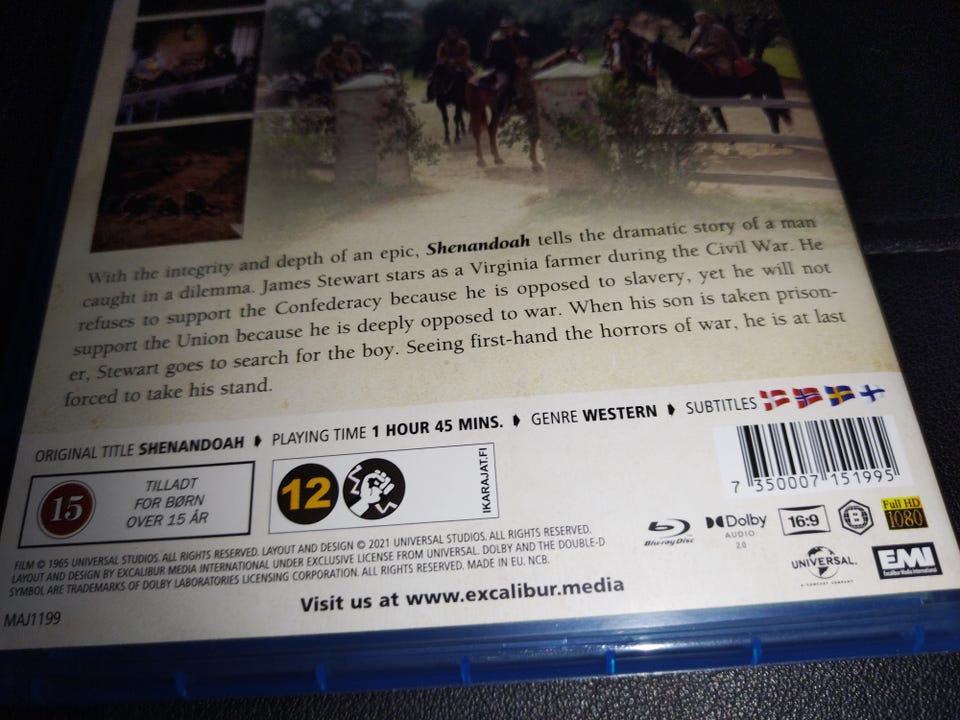 With the integrity and depth of an epic, Shenandoah tells the dramatic story of a man
caught in a dilemma. James Stewart stars as a Virginia farmer during the Civil War. He
refuses to support the Confederacy because he is opposed to slavery, yet he will not
support the Union because he is deeply opposed to war. When his son is taken prison-
er, Stewart goes to search for the boy. Seeing first-hand the horrors of war, he is at last
forced to take his stand.
ORIGINAL TITLE SHENANDOAH PLAYING TIME 1 HOUR 45 MINS. GENRE WESTERN SUBTITLES
15
TILLADT
FOR BØRN
OVER 15 ÅR
12
IKARAJAT.FI
7 350007 151995
FILM © 1965 UNIVERSAL STUDIOS. ALL RIGHTS RESERVED. LAYOUT AND DESIGN © 2021 UNIVERSAL STUDIOS. ALL RIGHTS RESERVED.
LAYOUT AND DESIGN BY EXCALIBUR MEDIA INTERNATIONAL UNDER EXCLUSIVE LICENSE FROM UNIVERSAL. DOLBY AND THE DOUBLE-D
SYMBOL ARE TRADEMARKS OF DOLBY LABORATORIES LICENSING CORPORATION. ALL RIGHTS RESERVED. MADE IN EU. NCB.
Blu-ray Disc
Dolby
AUDIO
2.0
16:9
B
Full HD
1080
UNIVERSAL
A COMCAST COMPANY
EMI
Excalibur Media International
Visit us at www.excalibur.media
MAJ1199